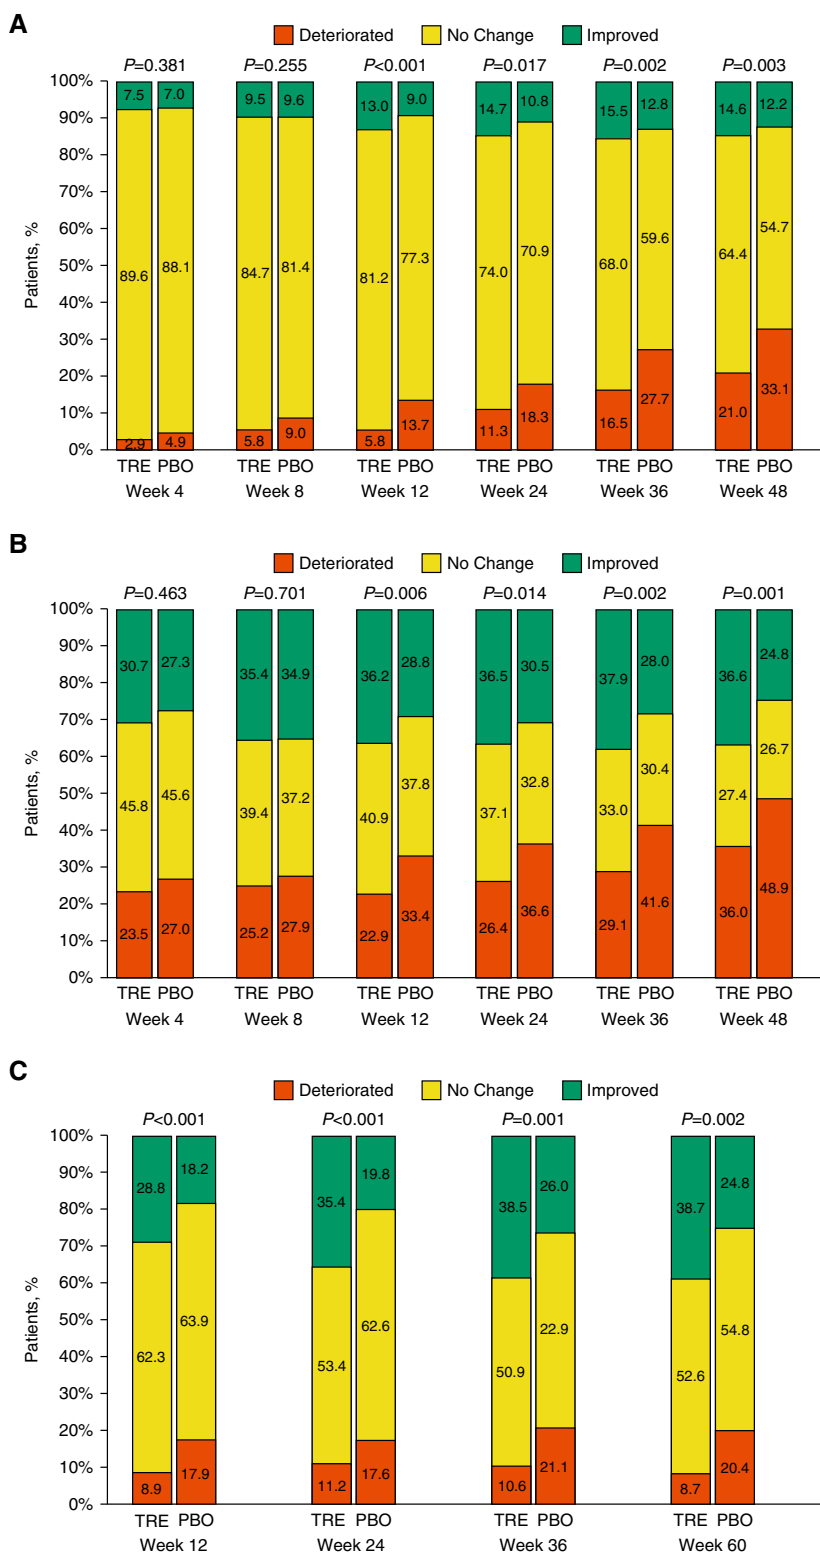 A
Deteriorated No Change Improved
P=0.381 P=0.255 P<0.001 P=0.017 P=0.002 P=0.003
100%
7.5 7.0 9.5 9.6 13.0 9.0 14.7 10.8 15.5 12.8 14.6 12.2
90%
80%
70%
60%
50%
40%
30%
20%
10%
0%
Patients, %
89.6 88.1 84.7 81.4 81.2 77.3 74.0 70.9 68.0 59.6 64.4 54.7
2.9 4.9 5.8 9.0 5.8 13.7 11.3 18.3 16.5 27.7 21.0 33.1
TRE PBO TRE PBO TRE PBO TRE PBO TRE PBO TRE PBO
Week 4 Week 8 Week 12 Week 24 Week 36 Week 48
B
Deteriorated No Change Improved
P=0.463 P=0.701 P=0.006 P=0.014 P=0.002 P=0.001
100%
90%
80%
70%
60%
50%
40%
30%
20%
10%
0%
Patients, %
30.7 27.3 35.4 34.9 36.2 28.8 36.5 30.5 37.9 28.0 36.6 24.8
45.8 45.6 39.4 37.2 40.9 37.8 37.1 32.8 33.0 30.4 27.4 26.7
23.5 27.0 25.2 27.9 22.9 33.4 26.4 36.6 29.1 41.6 36.0 48.9
TRE PBO TRE PBO TRE PBO TRE PBO TRE PBO TRE PBO
Week 4 Week 8 Week 12 Week 24 Week 36 Week 48
C
Deteriorated No Change Improved
P<0.001 P<0.001 P=0.001 P=0.002
100%
90%
80%
70%
60%
50%
40%
30%
20%
10%
0%
Patients, %
28.8 18.2 35.4 19.8 38.5 26.0 38.7 24.8
62.3 63.9 53.4 62.6 50.9 22.9 52.6 54.8
8.9 17.9 11.2 17.6 10.6 21.1 8.7 20.4
TRE PBO TRE PBO TRE PBO TRE PBO
Week 12 Week 24 Week 36 Week 60